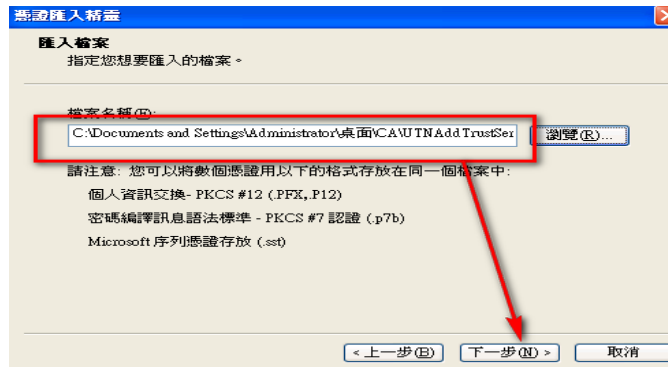 憑證匯入精靈
匯入檔案
指定您想要匯入的檔案。
檔案名稱(F):
C:\Documents and Settings\Administrator\桌面\CA\UTNAddTrustSer
瀏覽(R)...
請注意: 您可以將數個憑證用以下的格式存放在同一個檔案中:
個人資訊交換- PKCS #12 (.PFX,.P12)
密碼編譯訊息語法標準 - PKCS #7 認證 (.p7b)
Microsoft 序列憑證存放 (.sst)
< 上一步(B)
下一步(N) >
取消